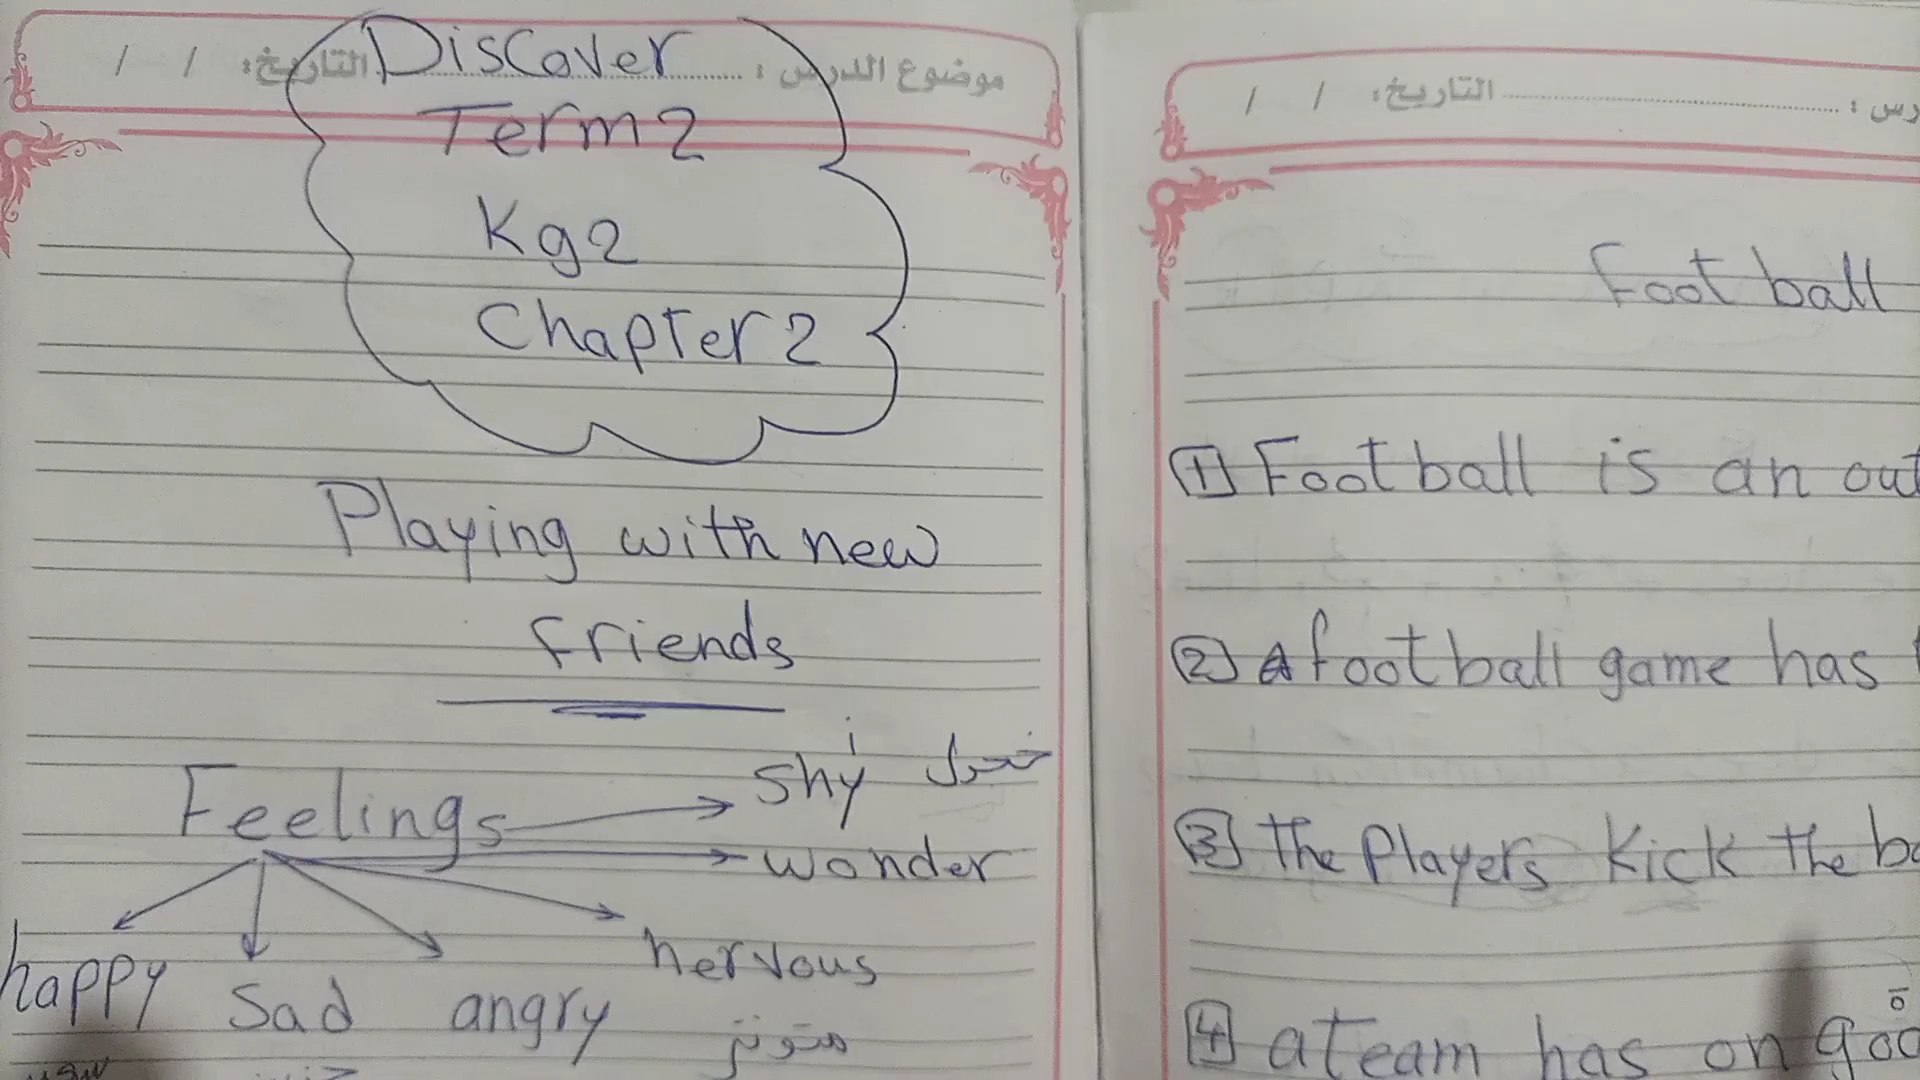 موضوع الدرس : التاريخ: / /
Discover
Term 2
Kg2
Chapter 2
Playing with new
friends
Feelings
shy خجول
wonder
nervous
متوتر
happy
sad
angry
التاريخ: / /
Foot ball
1 Foot ball is an out
2 A foot ball game has
3 The Players Kick The
4 a Team has on